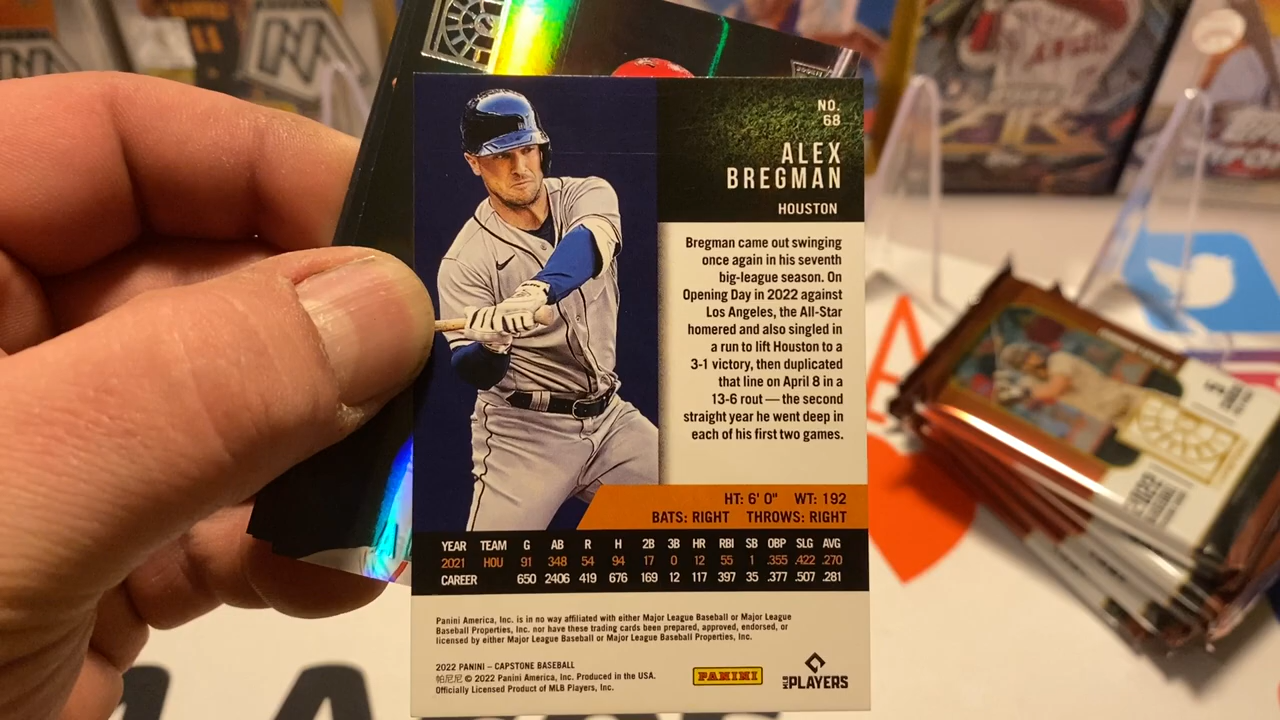 NO.
68
ALEX
BREGMAN
HOUSTON
Bregman came out swinging
once again in his seventh
big-league season. On
Opening Day in 2022 against
Los Angeles, the All-Star
homered and also singled in
a run to lift Houston to a
3-1 victory, then duplicated
that line on April 8 in a
13-6 rout — the second
straight year he went deep in
each of his first two games.
HT: 6' 0" WT: 192
BATS: RIGHT THROWS: RIGHT
YEAR TEAM G AB R H 2B 3B HR RBI SB OBP SLG AVG
2021 HOU 91 348 54 94 17 0 12 55 1 .355 .422 .270
CAREER 650 2406 419 676 169 12 117 397 35 .377 .507 .281
Panini America, Inc. is in no way affiliated with either Major League Baseball or Major League
Baseball Properties, Inc. nor have these trading cards been prepared, approved, endorsed, or
licensed by either Major League Baseball or Major League Baseball Properties, Inc.
2022 PANINI – CAPSTONE BASEBALL
帕尼尼 © 2022 Panini America, Inc. Produced in the USA.
Officially Licensed Product of MLB Players, Inc.
PANINI
MLB PLAYERS